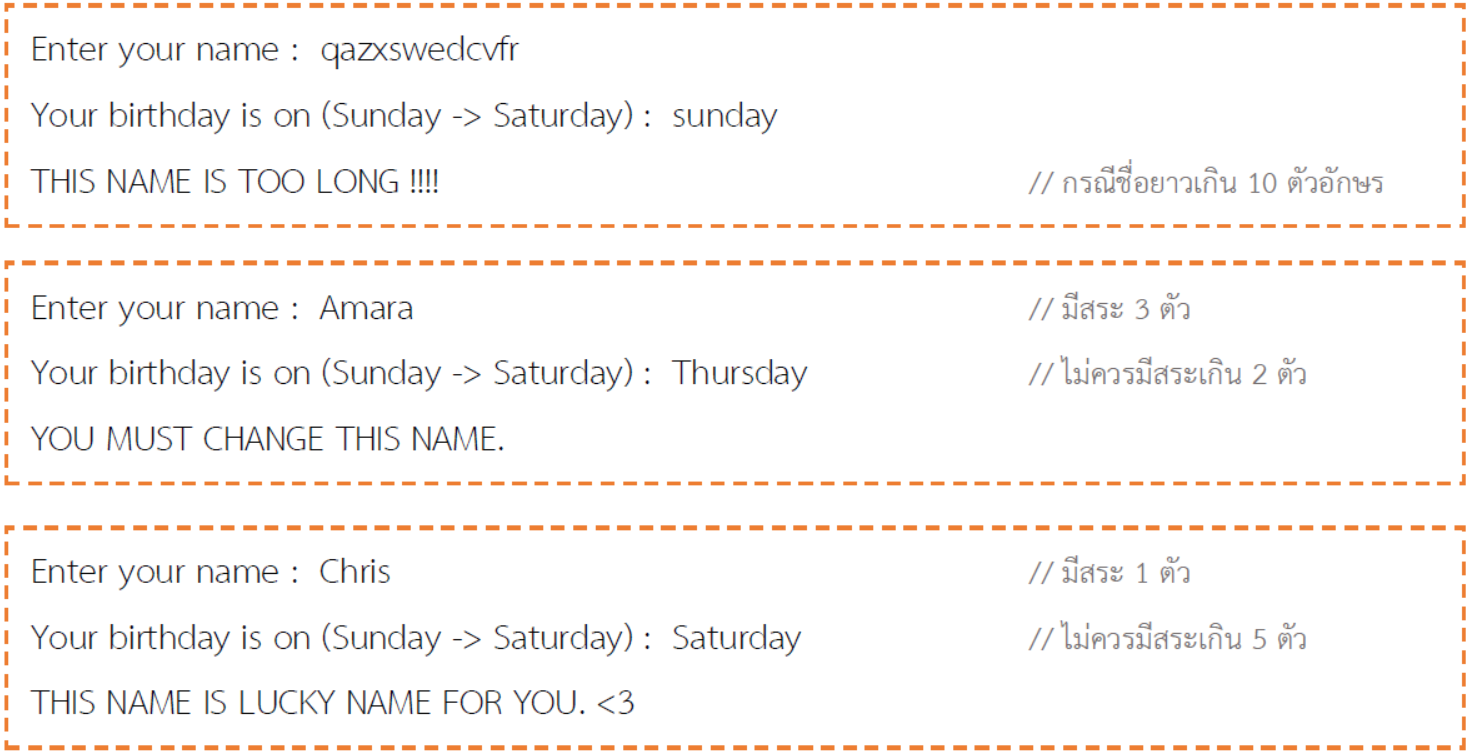 Enter your name :  qazxswedcvfr
Your birthday is on (Sunday -> Saturday) :  sunday
THIS NAME IS TOO LONG !!!! // กรณีชื่อยาวเกิน 10 ตัวอักษร
Enter your name :  Amara // มีสระ 3 ตัว
Your birthday is on (Sunday -> Saturday) :  Thursday // ไม่ควรมีสระเกิน 2 ตัว
YOU MUST CHANGE THIS NAME.
Enter your name :  Chris // มีสระ 1 ตัว
Your birthday is on (Sunday -> Saturday) :  Saturday // ไม่ควรมีสระเกิน 5 ตัว
THIS NAME IS LUCKY NAME FOR YOU. <3